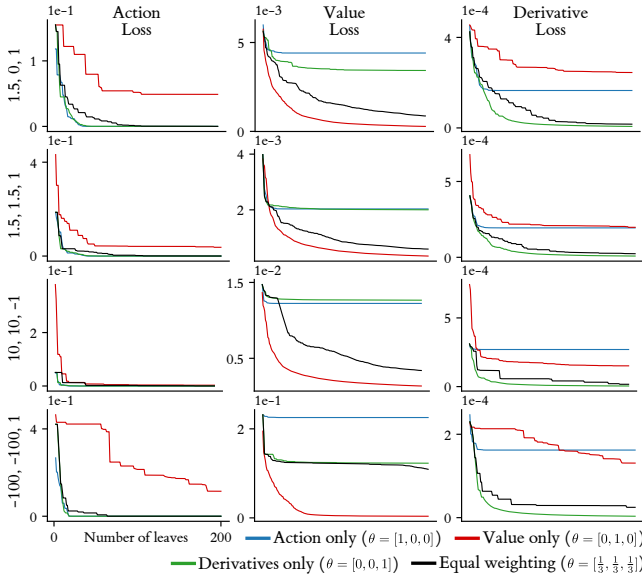 Action Loss
Value Loss
Derivative Loss
1e−1
1e−3
1e−4
1.5, 0, 1
1
0
5
0
4
0
1e−1
1e−3
1e−4
1.5, 1.5, 1
4
2
0
4
2
5
0
1e−1
1e−2
1e−4
10, 10, −1
2
0
1.5
0.5
5
0
1e−1
1e−1
1e−4
−100, −100, 1
4
2
0
2
0
2
0
0
Number of leaves
200
Action only (θ = [1, 0, 0])
Value only (θ = [0, 1, 0])
Derivatives only (θ = [0, 0, 1])
Equal weighting (θ = [1/3, 1/3, 1/3])